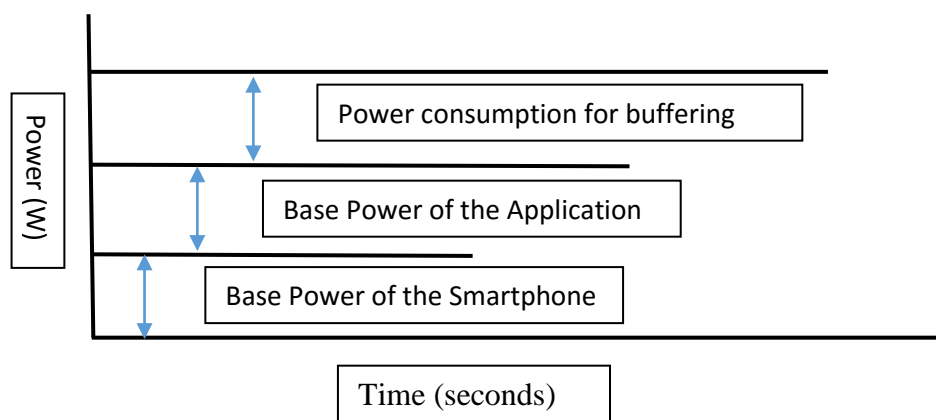 Power consumption for buffering
Power (W)
Base Power of the Application
Base Power of the Smartphone
Time (seconds)